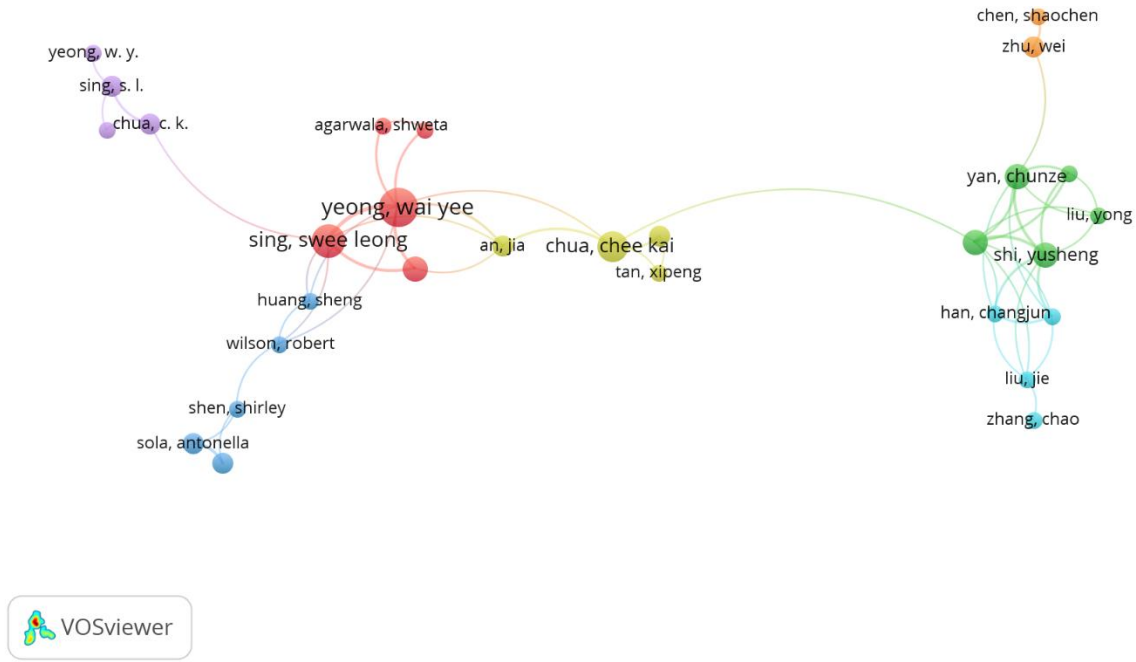 chen, shaochen
zhu, wei
yeong, w. y.
sing, s. l.
chua, c. k.
agarwala, shweta
yan, chunze
liu, yong
yeong, wai yee
sing, swee leong
an, jia
chua, chee kai
tan, xipeng
shi, yusheng
huang, sheng
han, changjun
wilson, robert
liu, jie
shen, shirley
zhang, chao
sola, antonella
VOSviewer